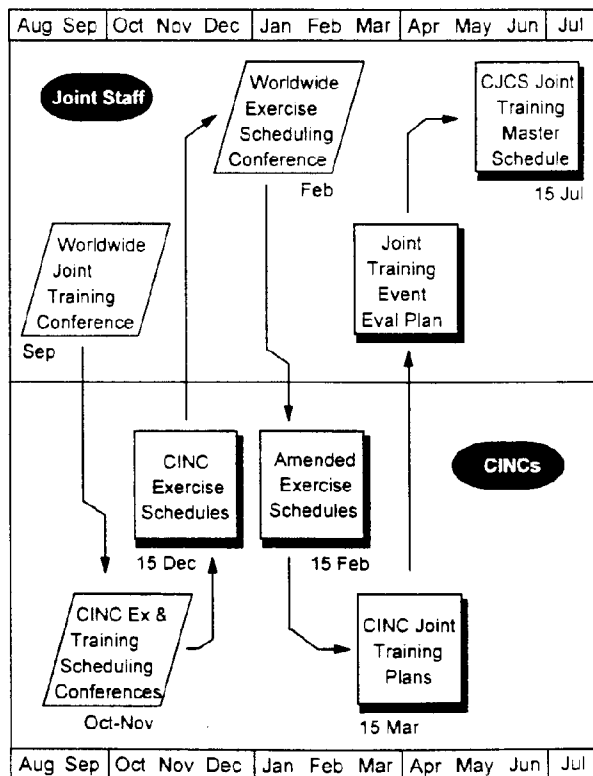 Aug Sep Oct Nov Dec Jan Feb Mar Apr May Jun Jul
Joint Staff
Worldwide
Exercise
Scheduling
Conference
Feb
CJCS Joint
Training
Master
Schedule
15 Jul
Worldwide
Joint
Training
Conference
Sep
Joint
Training
Event
Eval Plan
CINCs
CINC
Exercise
Schedules
15 Dec
Amended
Exercise
Schedules
15 Feb
CINC Ex &
Training
Scheduling
Conferences
Oct-Nov
CINC Joint
Training
Plans
15 Mar
Aug Sep Oct Nov Dec Jan Feb Mar Apr May Jun Jul